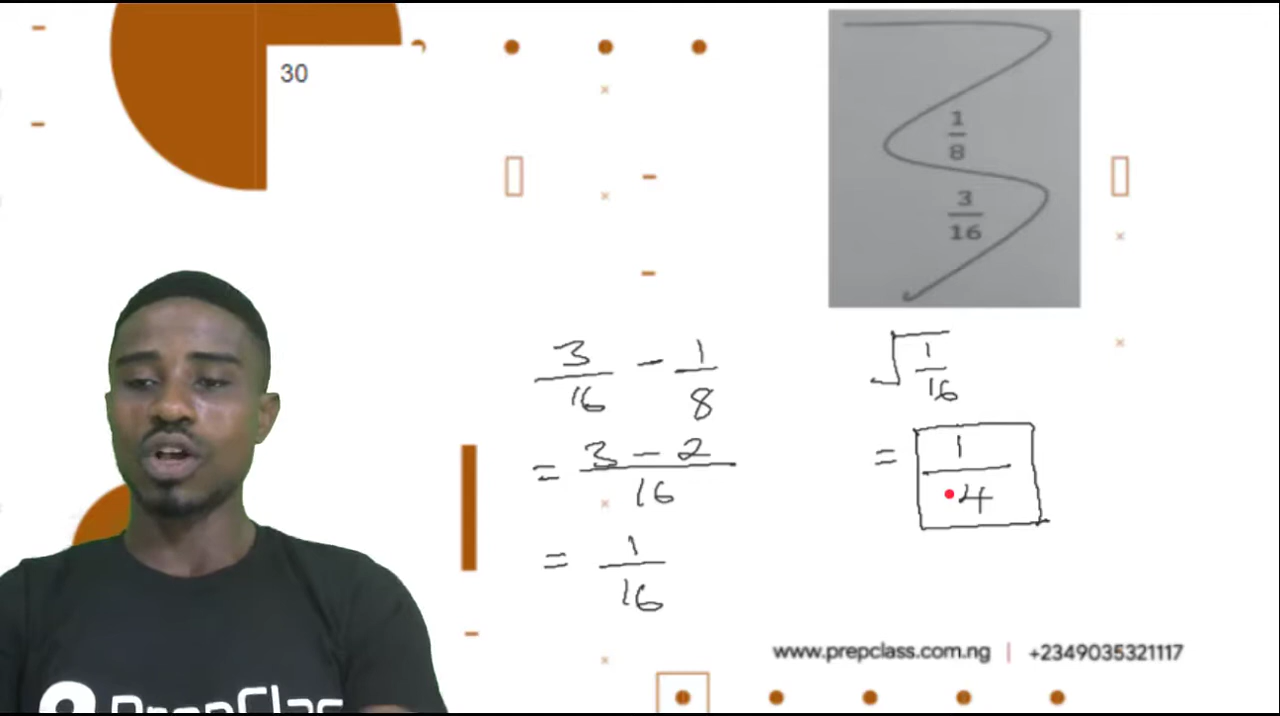 30
1/8
3/16
3/16 - 1/8
= 3 - 2/16
= 1/16
√1/16
= 1/4
www.prepclass.com.ng | +2349035321117
PrepClas